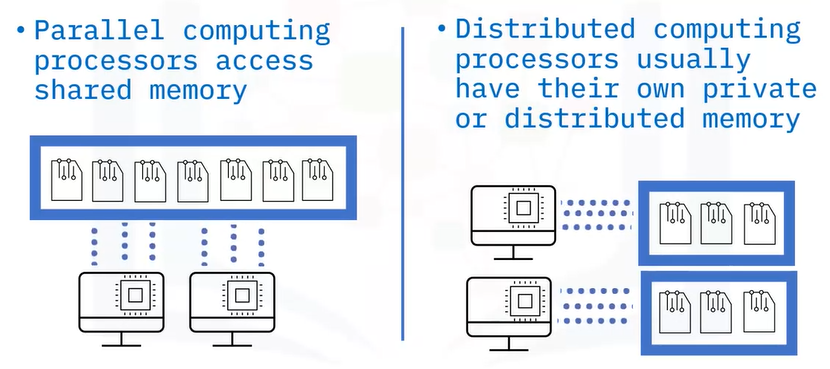 • Parallel computing
processors access
shared memory
• Distributed computing
processors usually
have their own private
or distributed memory